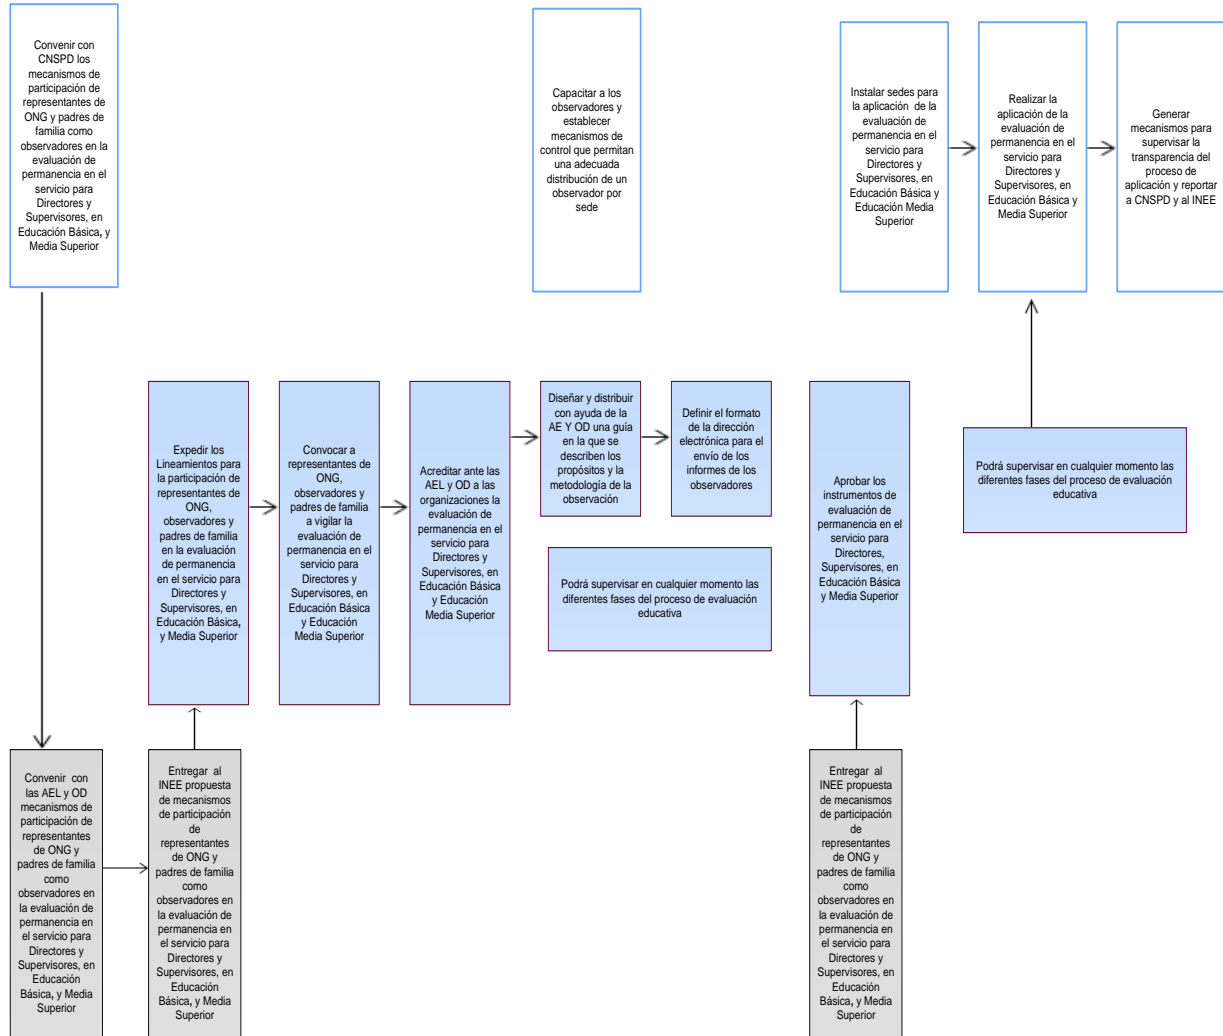 Convenir con
CNSPD los
mecanismos de
participación de
representantes de
ONG y padres de
familia como
observadores en la
evaluación de
permanencia en el
servicio para
Directores y
Supervisores, en
Educación Básica, y
Media Superior
Capacitar a los
observadores y
establecer
mecanismos de
control que permitan
una adecuada
distribución de un
observador por
sede
Instalar sedes para
la aplicación de la
evaluación de
permanencia en el
servicio para
Directores y
Supervisores, en
Educación Básica y
Educación Media
Superior
Realizar la
aplicación de la
evaluación de
permanencia en el
servicio para
Directores y
Supervisores, en
Educación Básica y
Media Superior
Generar
mecanismos para
supervisar la
transparencia del
proceso de
aplicación y reportar
a CNSPD y al INEE
Expedir los
Lineamientos para
la participación de
representantes de
ONG,
observadores y
padres de familia
en la evaluación
de permanencia
en el servicio para
Directores y
Supervisores, en
Educación Básica,
y Media Superior
Convocar a
representantes de
ONG,
observadores y
padres de familia
a vigilar la
evaluación de
permanencia en el
servicio para
Directores y
Supervisores, en
Educación Básica
y Educación
Media Superior
Acreditar ante las
AEL y OD a las
organizaciones la
evaluación de
permanencia en el
servicio para
Directores y
Supervisores, en
Educación Básica
y Educación
Media Superior
Diseñar y distribuir
con ayuda de la
AE Y OD una guía
en la que se
describen los
propósitos y la
metodología de la
observación
Definir el formato
de la dirección
electrónica para el
envío de los
informes de los
observadores
Podrá supervisar en cualquier momento las
diferentes fases del proceso de evaluación
educativa
Aprobar los
instrumentos de
evaluación de
permanencia en el
servicio para
Directores,
Supervisores, en
Educación Básica
y Media Superior
Podrá supervisar en cualquier momento las
diferentes fases del proceso de evaluación
educativa
Convenir con
las AEL y OD
mecanismos de
participación de
representantes
de ONG y
padres de familia
como
observadores en
la evaluación de
permanencia en
el servicio para
Directores y
Supervisores, en
Educación
Básica, y Media
Superior
Entregar al
INEE propuesta
de mecanismos
de participación
de
representantes
de ONG y
padres de familia
como
observadores en
la evaluación de
permanencia en
el servicio para
Directores y
Supervisores, en
Educación
Básica, y Media
Superior
Entregar al
INEE propuesta
de mecanismos
de participación
de
representantes
de ONG y
padres de familia
como
observadores en
la evaluación de
permanencia en
el servicio para
Directores y
Supervisores, en
Educación
Básica, y Media
Superior